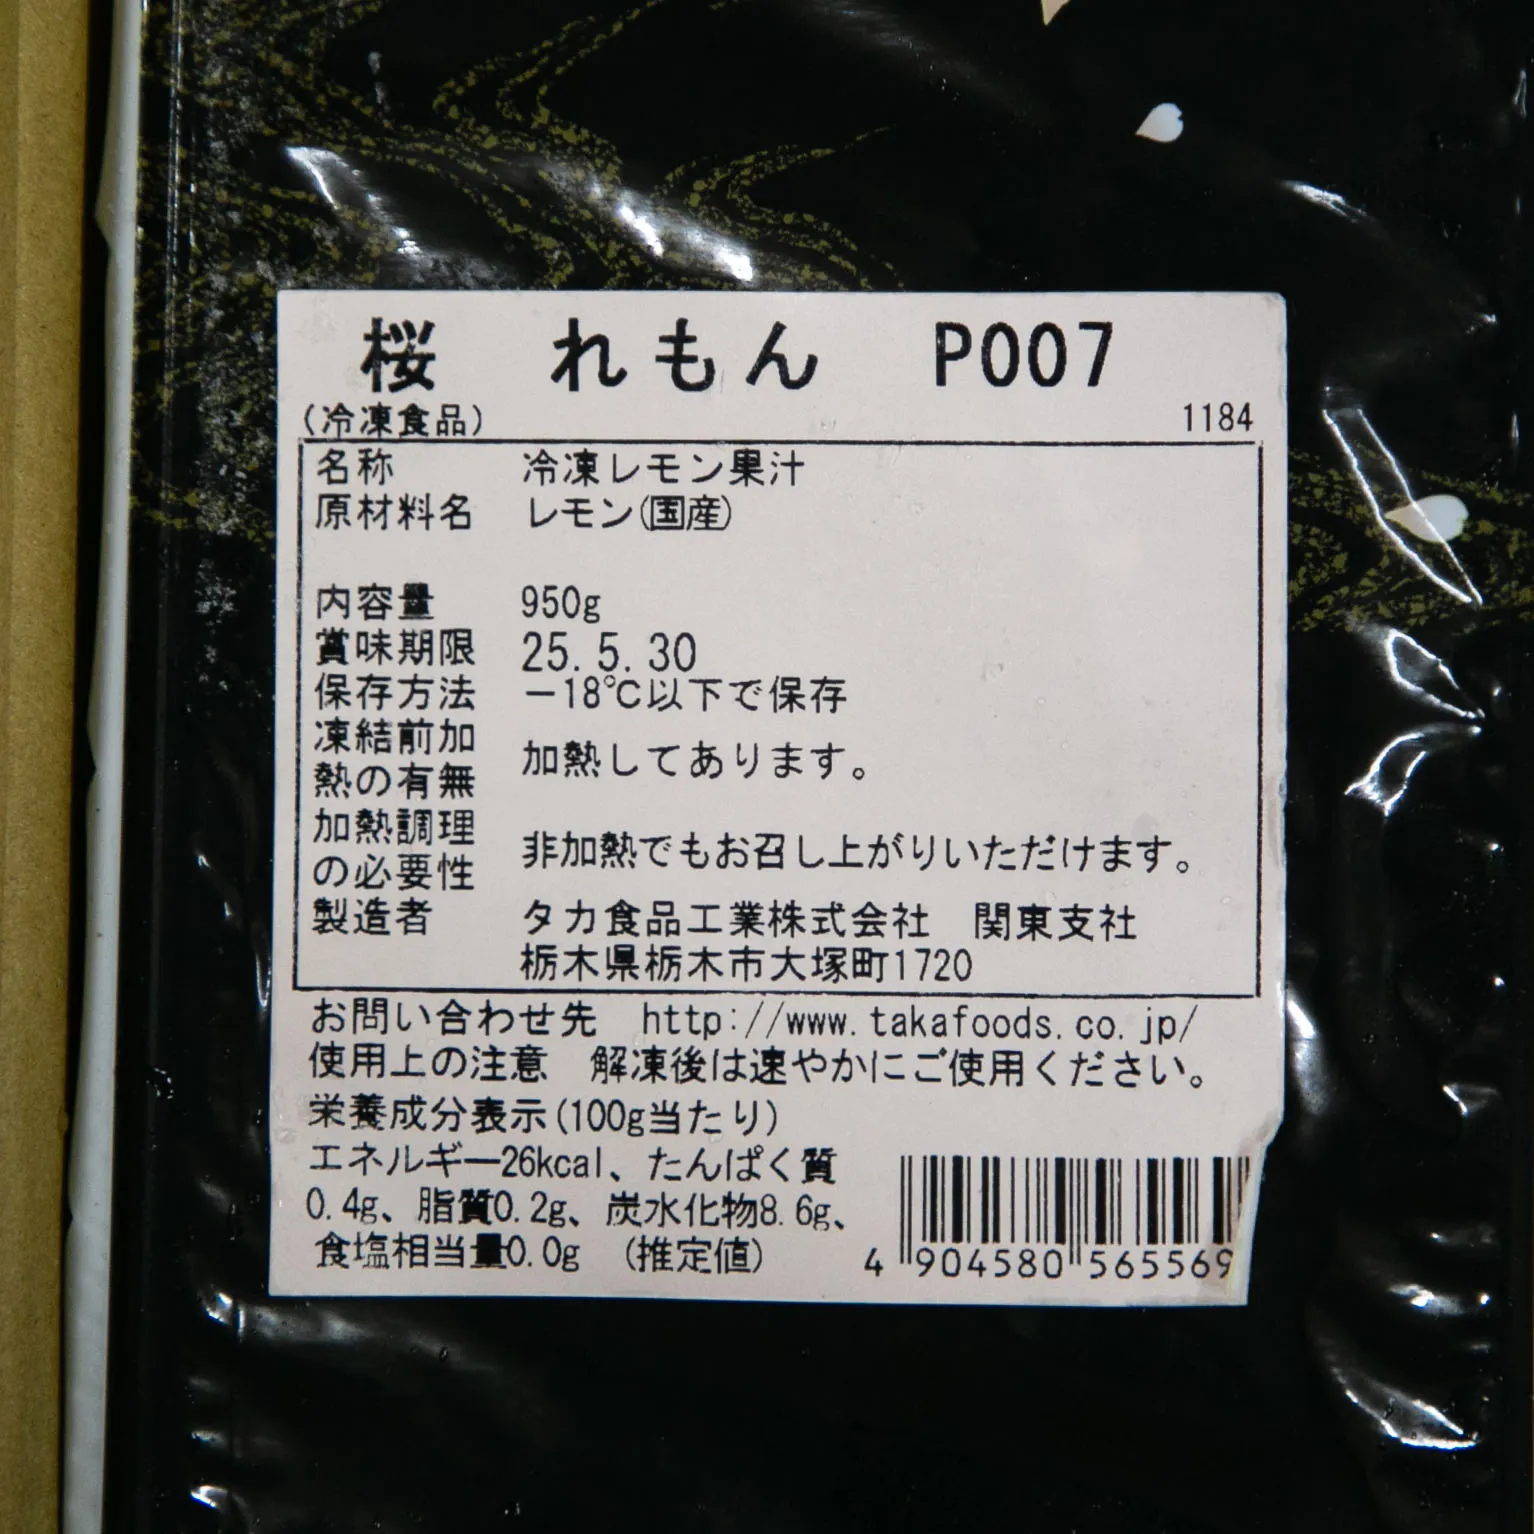 桜 れもん P007
(冷凍食品) 1184
名称 冷凍レモン果汁
原材料名 レモン(国産)
内容量 950g
賞味期限 25.5.30
保存方法 －18℃以下で保存
凍結前加熱の有無 加熱してあります。
加熱調理の必要性 非加熱でもお召し上がりいただけます。
製造者 タカ食品工業株式会社 関東支社
栃木県栃木市大塚町1720
お問い合わせ先 http://www.takafoods.co.jp/
使用上の注意 解凍後は速やかにご使用ください。
栄養成分表示(100g当たり)
エネルギー26kcal、たんぱく質
0.4g、脂質0.2g、炭水化物8.6g、
食塩相当量0.0g (推定値)
4 904580 565569